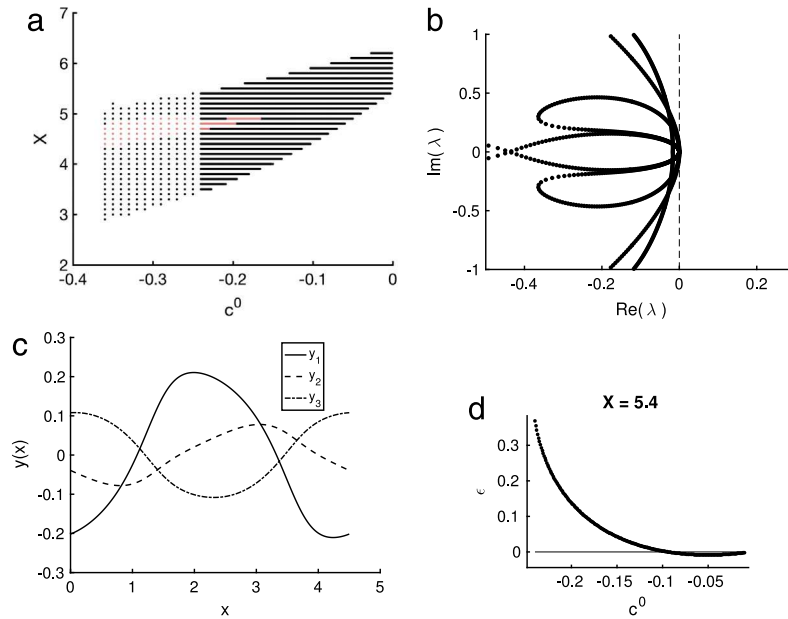 a
7
6
5
4
3
2
X
-0.4
-0.3
-0.2
-0.1
0
c⁰
b
1
0.5
0
-0.5
-1
Im(λ)
-0.4
-0.2
0
0.2
Re(λ)
c
0.3
0.2
0.1
0
-0.1
-0.2
-0.3
y(x)
y₁
y₂
y₃
0
1
2
3
4
5
x
d
X = 5.4
0.3
0.2
0.1
0
ϵ
-0.2
-0.15
-0.1
-0.05
c⁰